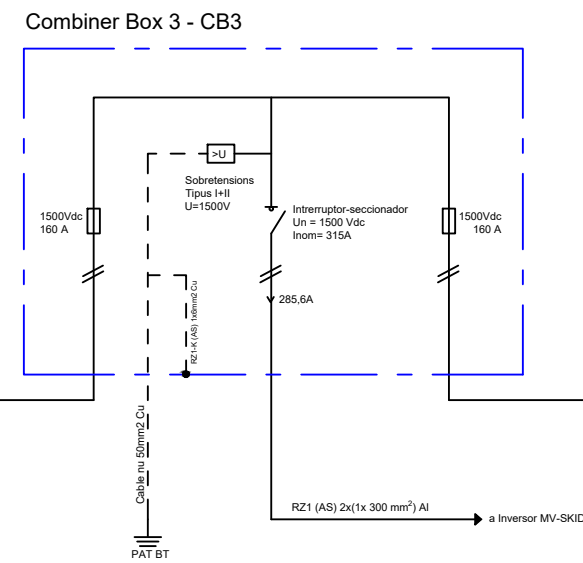 Combiner Box 3 - CB3
>U
Sobretensions
Tipus I+II
U=1500V
1500Vdc
160 A
Intrerruptor-seccionador
Un = 1500 Vdc
Inom= 315A
1500Vdc
160 A
285,6A
RZ1-K (AS) 1x6mm2 Cu
Cable nu 50mm2 Cu
RZ1 (AS) 2x(1x 300 mm²) Al
a Inversor MV-SKID
PAT BT